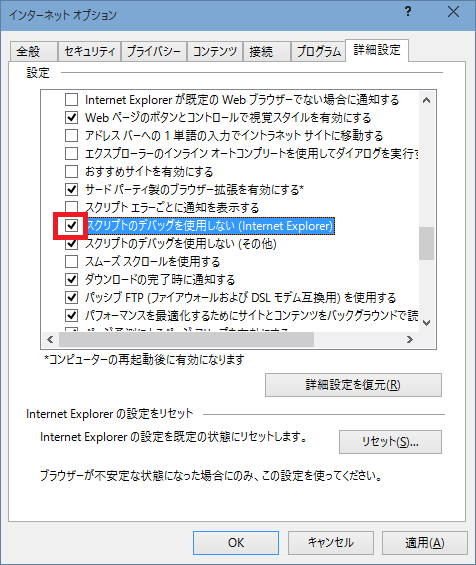 インターネット オプション
全般 セキュリティ プライバシー コンテンツ 接続 プログラム 詳細設定
設定
Internet Explorer が既定の Web ブラウザーでない場合に通知する
Web ページのボタンとコントロールで視覚スタイルを有効にする
アドレス バーへの 1 単語の入力でイントラネット サイトに移動する
エクスプローラーのインライン オートコンプリートを使用してダイアログを実行す
おすすめのサイトを有効にする
サード パーティ製のブラウザー拡張を有効にする*
スクリプト エラーごとに通知を表示する
スクリプトのデバッグを使用しない (Internet Explorer)
スクリプトのデバッグを使用しない (その他)
スムーズ スクロールを使用する
ダウンロードの完了時に通知する
パッシブ FTP (ファイアウォールおよび DSL モデム互換用) を使用する
パフォーマンスを最適化するためにサイトとコンテンツをバックグラウンドで読
*コンピューターの再起動後に有効になります
詳細設定を復元(R)
Internet Explorer の設定をリセット
Internet Explorer の設定を既定の状態にリセットします。
リセット(S)...
ブラウザーが不安定な状態になった場合にのみ、この設定を使ってください。
OK キャンセル 適用(A)